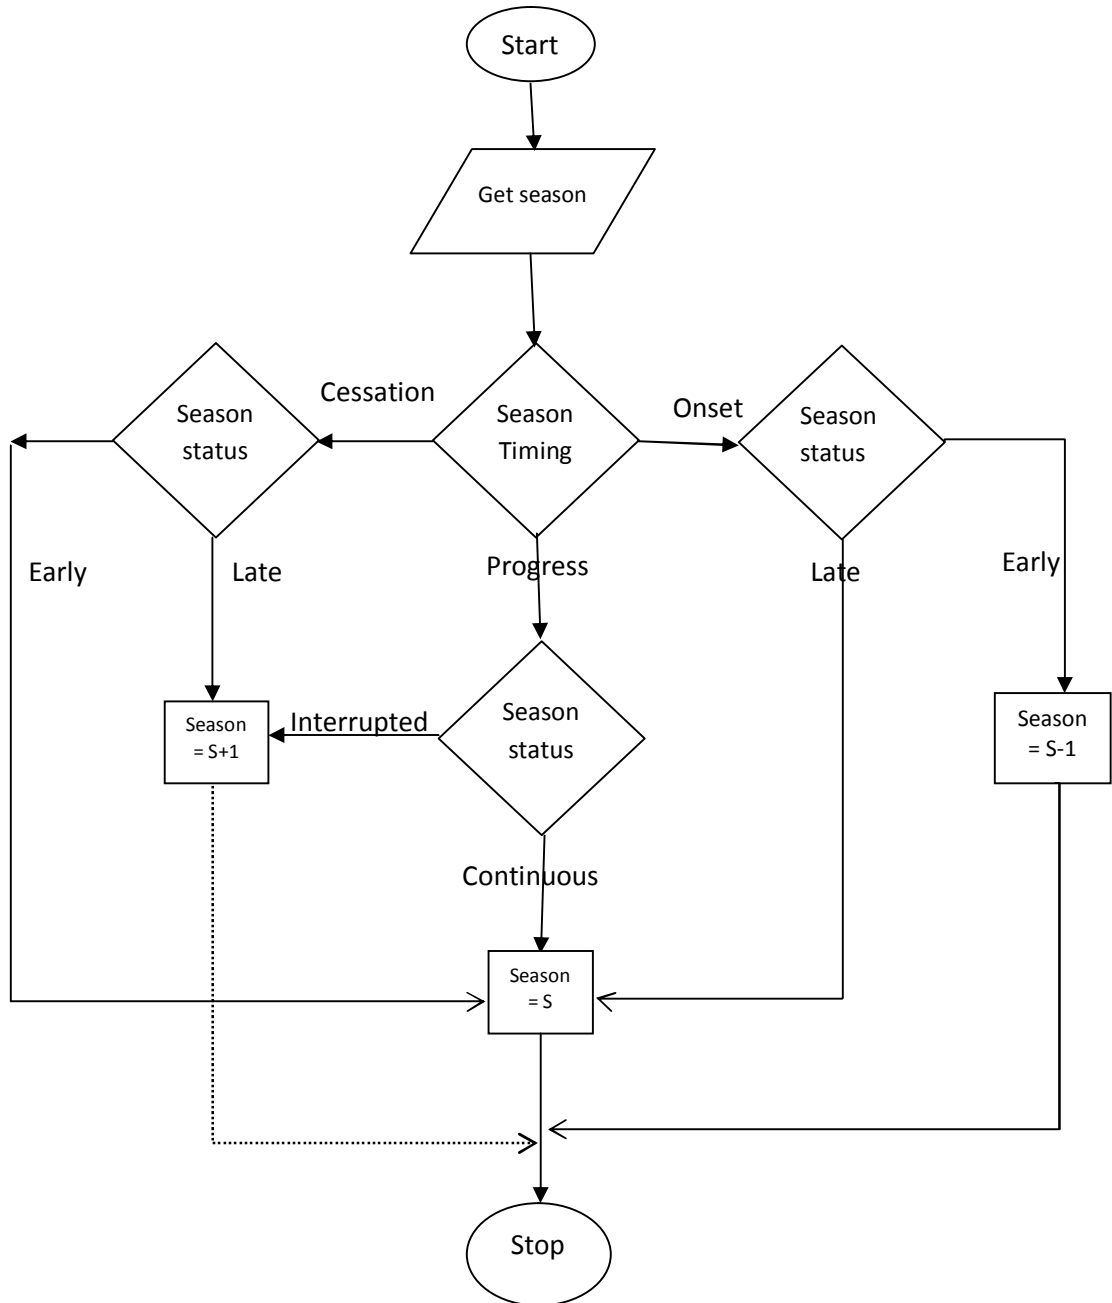 Start
Get season
Cessation
Onset
Season
status
Season
Timing
Season
status
Early
Late
Progress
Late
Early
Season
= S+1
Interrupted
Season
status
Season
= S-1
Continuous
Season
= S
Stop